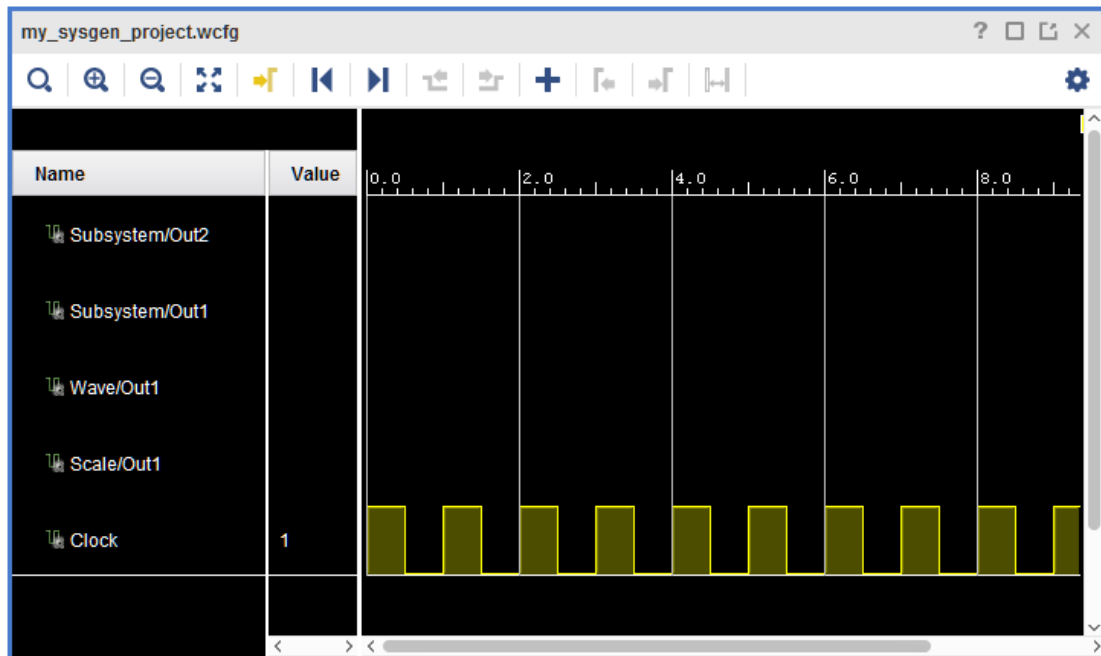 my_sysgen_project.wcfg
?
Name Value 0.0 2.0 4.0 6.0 8.0
Subsystem/Out2
Subsystem/Out1
Wave/Out1
Scale/Out1
Clock 1